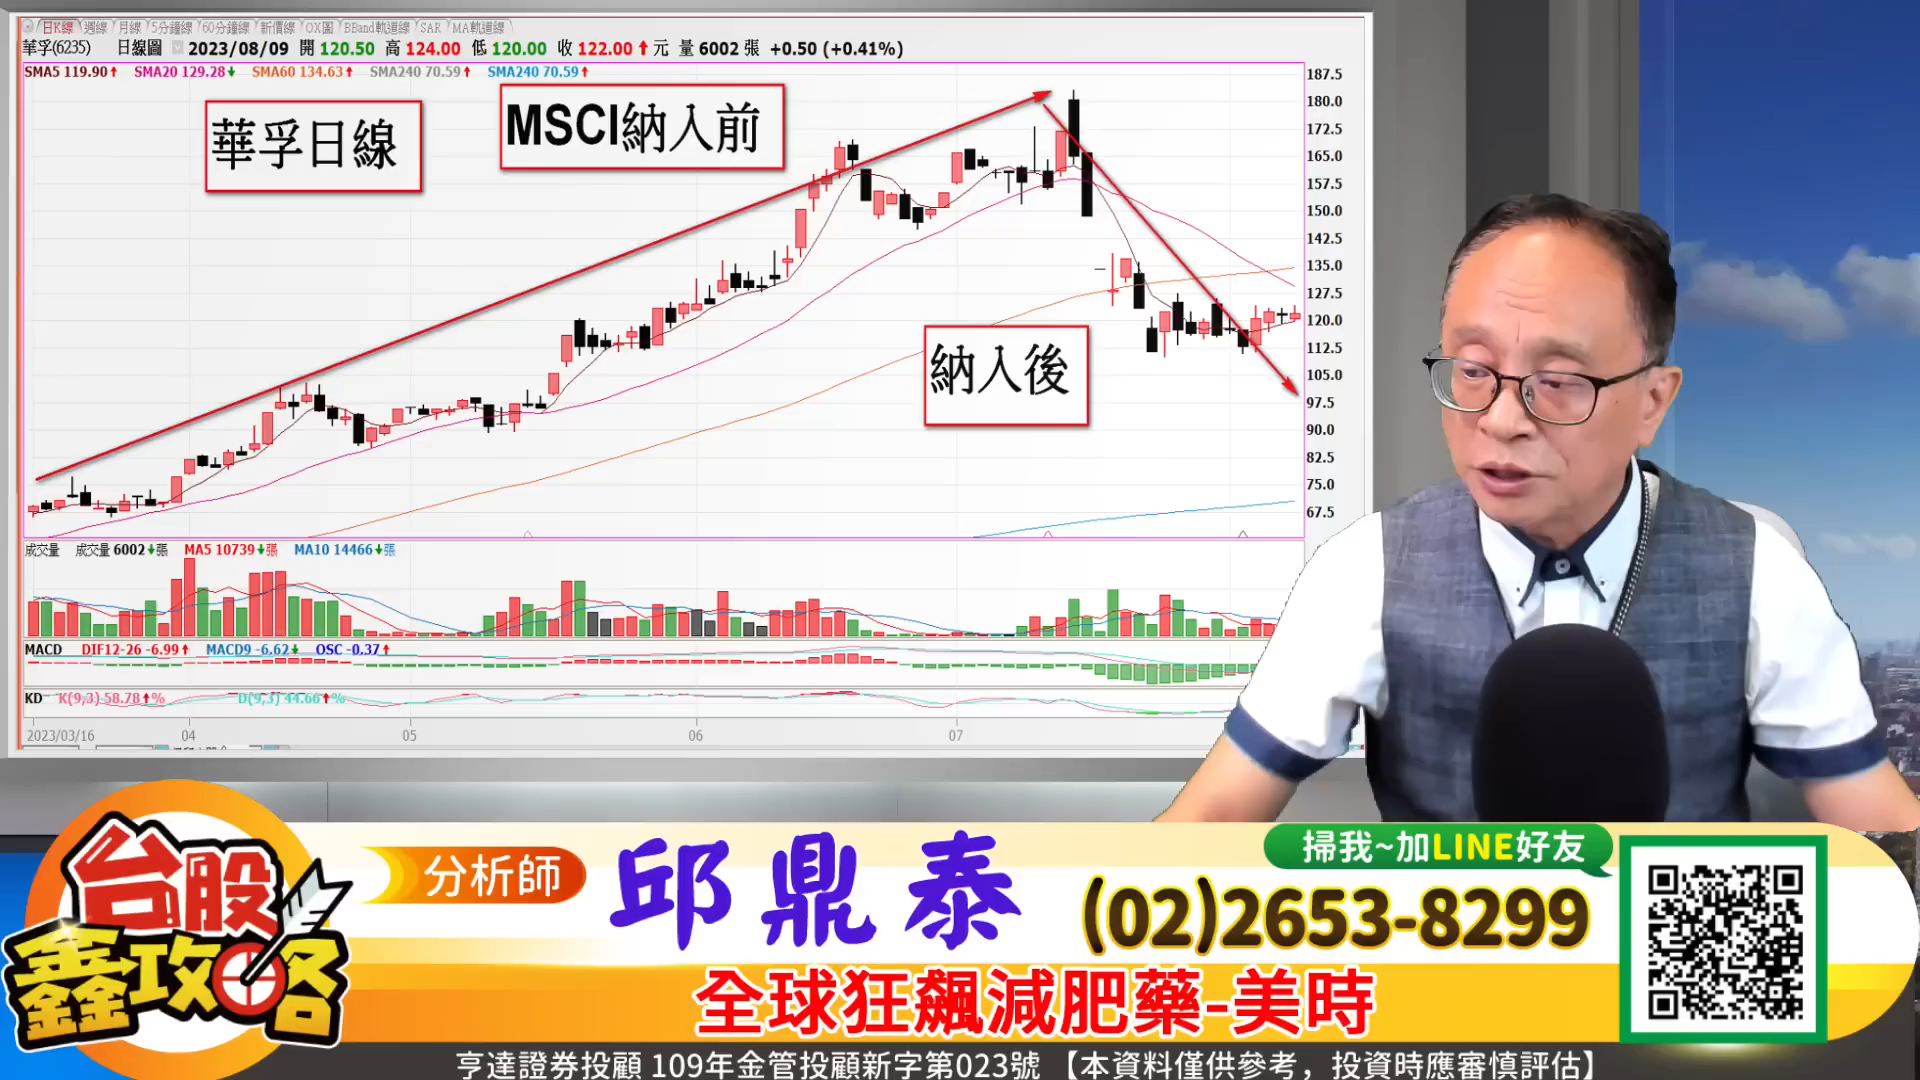 日K線 週線 月線 5分鐘線 60分鐘線 新價線 OX圖 BBand軌道線 SAR MA軌道線
華孚(6235) 日線圖 2023/08/09 開 120.50 高 124.00 低 120.00 收 122.00↑元 量 6002 張 +0.50 (+0.41%)
SMA5 119.90↑ SMA20 129.28↓ SMA60 134.63↑ SMA240 70.59↑ SMA240 70.59↑
187.5
180.0
172.5
165.0
157.5
150.0
142.5
135.0
127.5
120.0
112.5
105.0
97.5
90.0
82.5
75.0
67.5
華孚日線
MSCI納入前
納入後
成交量 成交量 6002↓張 MA5 10739↓張 MA10 14466↓張
MACD DIF12-26 -6.99↑ MACD9 -6.62↓ OSC -0.37↑
KD K(9,3) 58.78↑% D(9,3) 44.66↑%
2023/03/16 04 05 06 07
台股
鑫攻略
分析師
邱鼎泰
掃我~加LINE好友
(02)2653-8299
全球狂飆減肥藥-美時
亨達證券投顧 109年金管投顧新字第023號 【本資料僅供參考，投資時應審慎評估】